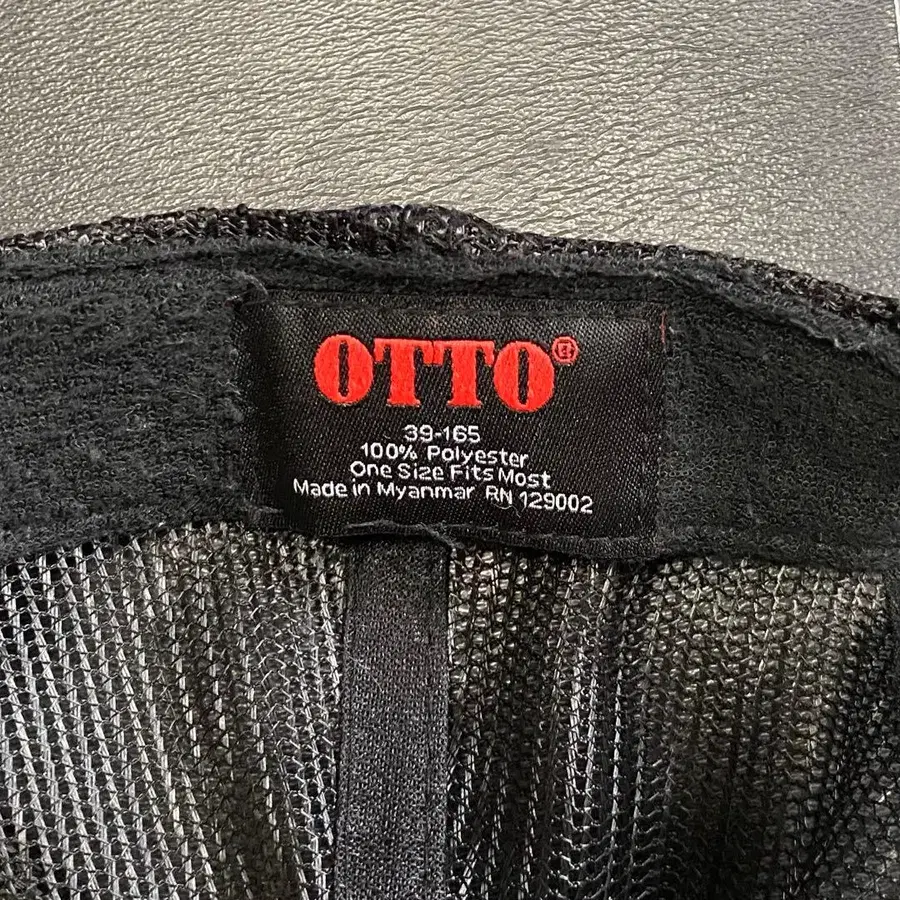 OTTO®
39-165
100% Polyester
One Size Fits Most
Made in Myanmar RN 129002